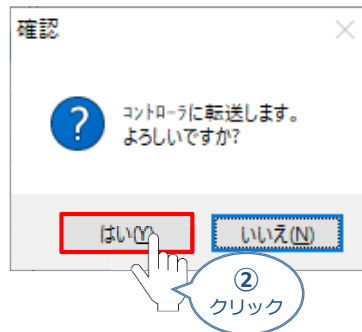 確認
?
ｺﾝﾄﾛｰﾗに転送します。
よろしいですか?
はい(Y)
いいえ(N)
②
クリック